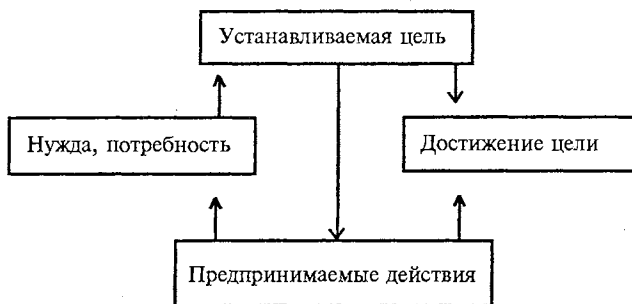 Устанавливаемая цель
Нужда, потребность
Достижение цели
Предпринимаемые действия